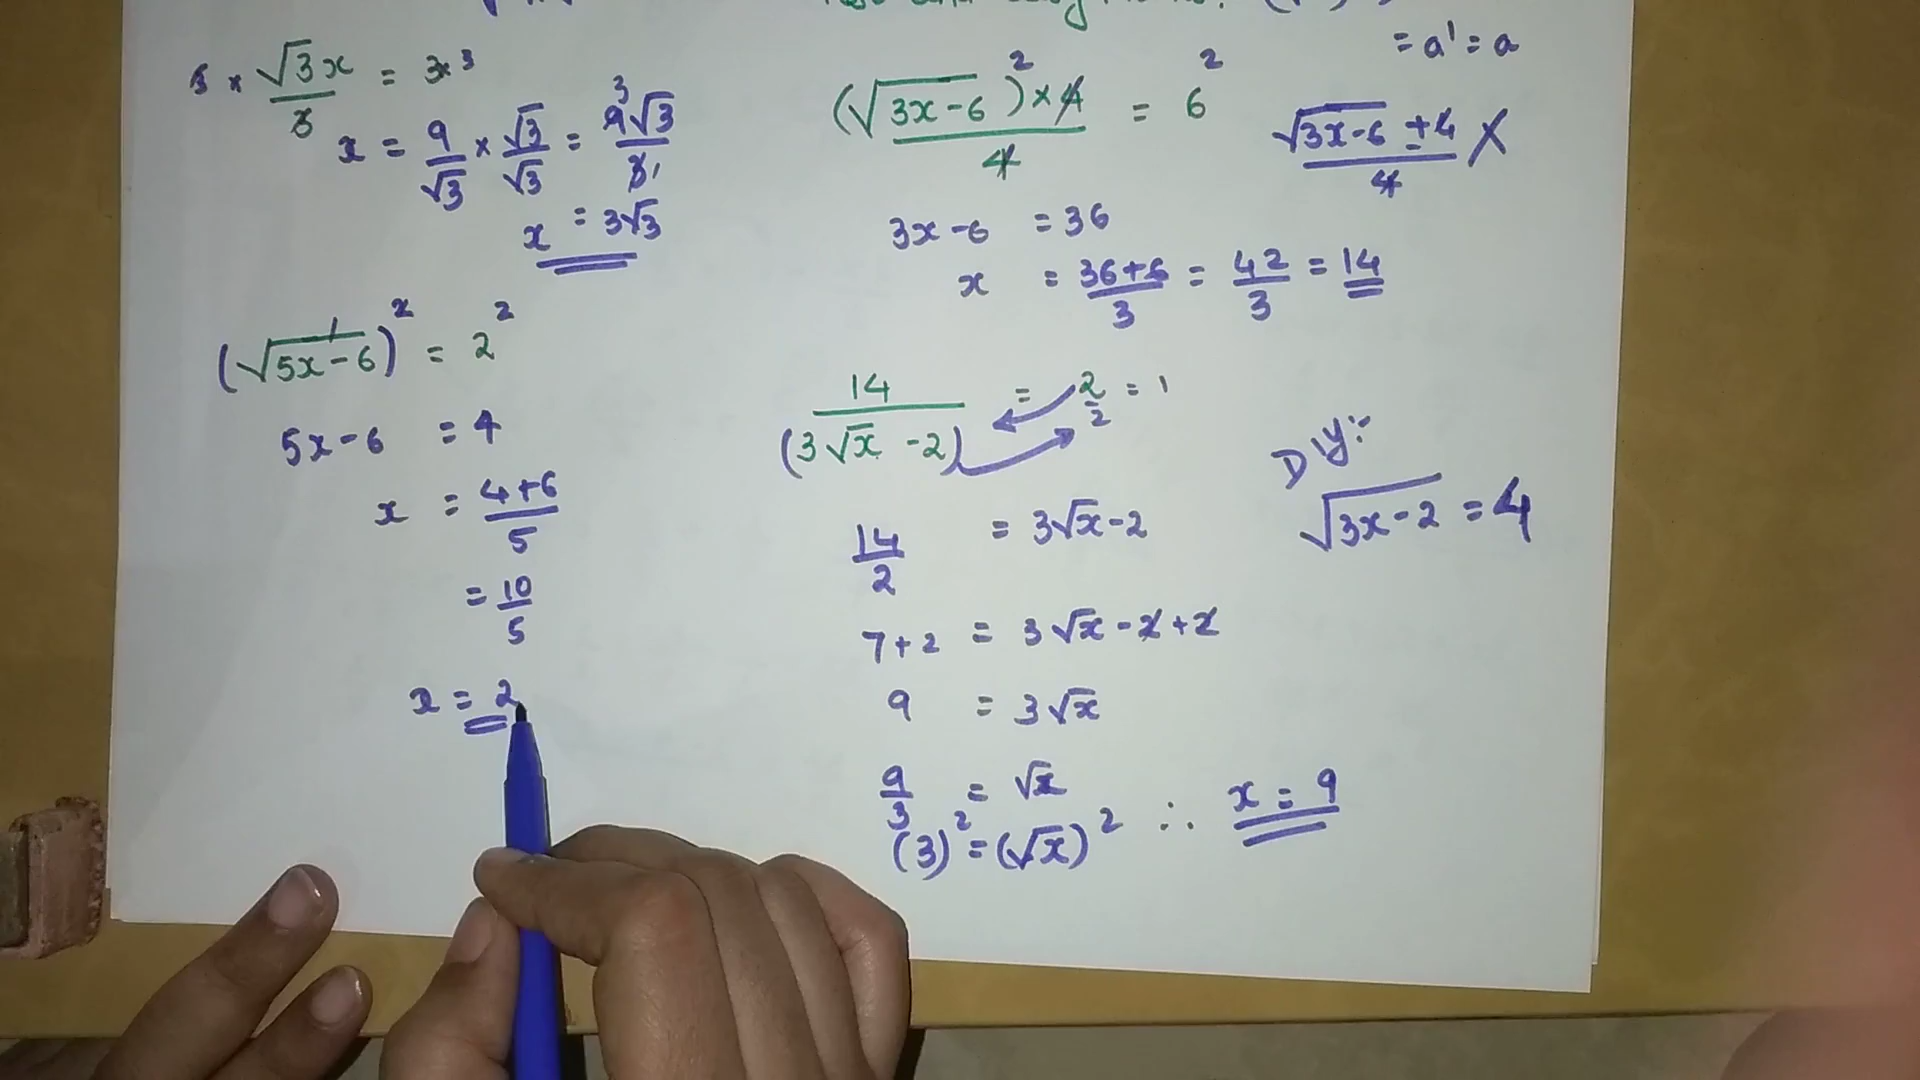 3 × √3x/3 = 3×3
x = 9/√3 × √3/√3 = 9√3/3 3 1
x = 3√3
(√5x-6)² = 2²
5x-6 = 4
x = 4+6/5
= 10/5
x = 2
= a¹ = a
(√3x-6)² × 4/4 = 6²
√3x-6 + 4/4 X
3x-6 = 36
x = 36+6/3 = 42/3 = 14
14/(3√x -2) = 2/2 = 1
14/2 = 3√x-2
7+2 = 3√x-2+2
9 = 3√x
9/3 = √x
(3)² = (√x)² ∴ x = 9
DIY:
√3x-2 = 4